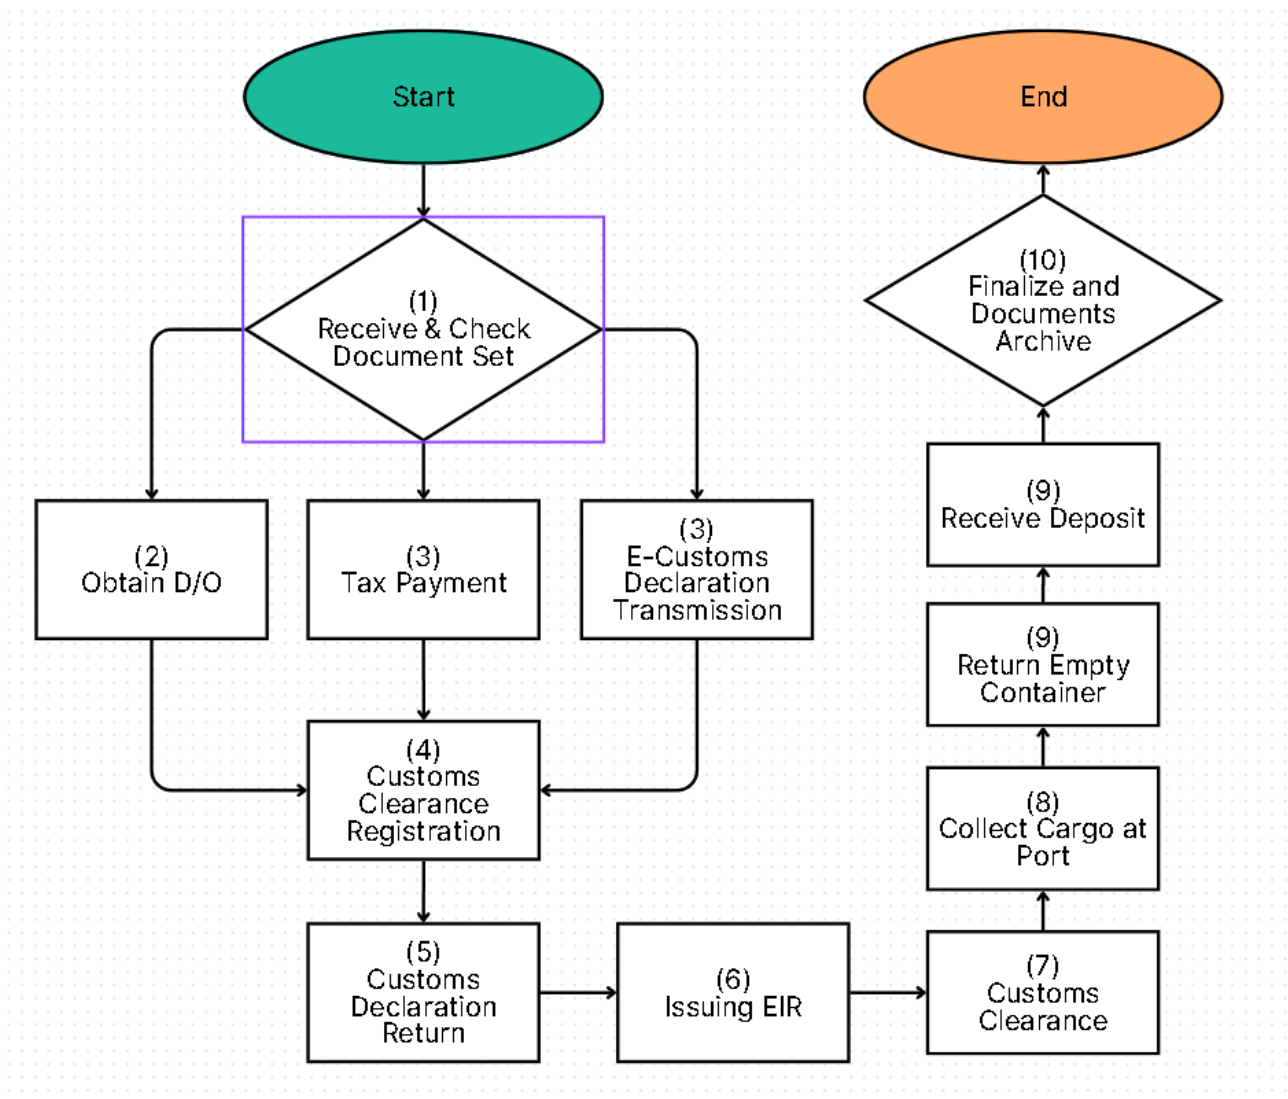 Start
End
(1)
Receive & Check
Document Set
(10)
Finalize and
Documents
Archive
(2)
Obtain D/O
(3)
Tax Payment
(3)
E-Customs
Declaration
Transmission
(9)
Receive Deposit
(9)
Return Empty
Container
(4)
Customs
Clearance
Registration
(8)
Collect Cargo at
Port
(5)
Customs
Declaration
Return
(6)
Issuing EIR
(7)
Customs
Clearance